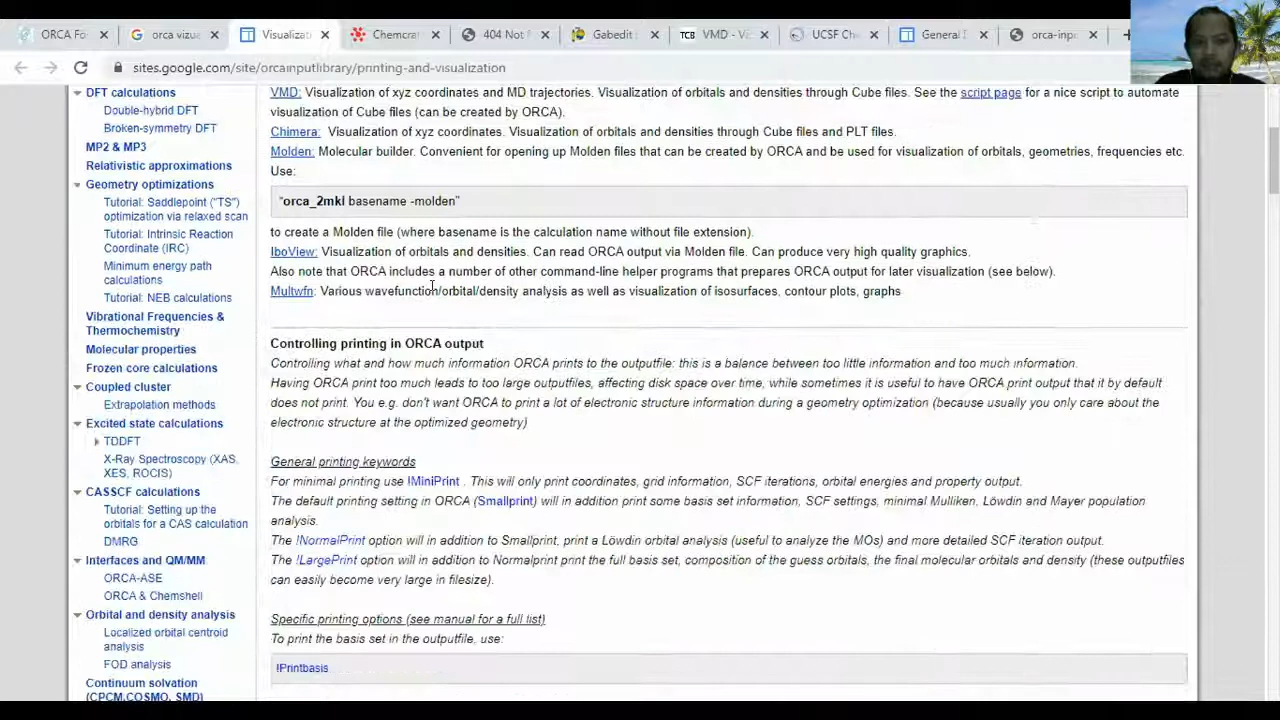 ORCA Fo
orca vizua
Visualizati
Chemcra
404 Not F
Gabedit
VMD - Vi
UCSF Ch
General I
orca-inp
sites.google.com/site/orcainputlibrary/printing-and-visualization
DFT calculations
Double-hybrid DFT
Broken-symmetry DFT
MP2 & MP3
Relativistic approximations
Geometry optimizations
Tutorial: Saddlepoint ("TS")
optimization via relaxed scan
Tutorial: Intrinsic Reaction
Coordinate (IRC)
Minimum energy path
calculations
Tutorial: NEB calculations
Vibrational Frequencies &
Thermochemistry
Molecular properties
Frozen core calculations
Coupled cluster
Extrapolation methods
Excited state calculations
TDDFT
X-Ray Spectroscopy (XAS,
XES, ROCIS)
CASSCF calculations
Tutorial: Setting up the
orbitals for a CAS calculation
DMRG
Interfaces and QM/MM
ORCA-ASE
ORCA & Chemshell
Orbital and density analysis
Localized orbital centroid
analysis
FOD analysis
Continuum solvation
(CPCM,COSMO, SMD)
VMD: Visualization of xyz coordinates and MD trajectories. Visualization of orbitals and densities through Cube files. See the script page for a nice script to automate
visualization of Cube files (can be created by ORCA).
Chimera: Visualization of xyz coordinates. Visualization of orbitals and densities through Cube files and PLT files.
Molden: Molecular builder. Convenient for opening up Molden files that can be created by ORCA and be used for visualization of orbitals, geometries, frequencies etc.
Use:
"orca_2mkl basename -molden"
to create a Molden file (where basename is the calculation name without file extension).
IboView: Visualization of orbitals and densities. Can read ORCA output via Molden file. Can produce very high quality graphics.
Also note that ORCA includes a number of other command-line helper programs that prepares ORCA output for later visualization (see below).
Multwfn: Various wavefunction/orbital/density analysis as well as visualization of isosurfaces, contour plots, graphs
Controlling printing in ORCA output
Controlling what and how much information ORCA prints to the outputfile: this is a balance between too little information and too much information.
Having ORCA print too much leads to too large outputfiles, affecting disk space over time, while sometimes it is useful to have ORCA print output that it by default
does not print. You e.g. don't want ORCA to print a lot of electronic structure information during a geometry optimization (because usually you only care about the
electronic structure at the optimized geometry)
General printing keywords
For minimal printing use !MiniPrint . This will only print coordinates, grid information, SCF iterations, orbital energies and property output.
The default printing setting in ORCA (Smallprint) will in addition print some basis set information, SCF settings, minimal Mulliken, Löwdin and Mayer population
analysis.
The !NormalPrint option will in addition to Smallprint, print a Löwdin orbital analysis (useful to analyze the MOs) and more detailed SCF iteration output.
The !LargePrint option will in addition to Normalprint print the full basis set, composition of the guess orbitals, the final molecular orbitals and density (these outputfiles
can easily become very large in filesize).
Specific printing options (see manual for a full list)
To print the basis set in the outputfile, use:
!Printbasis